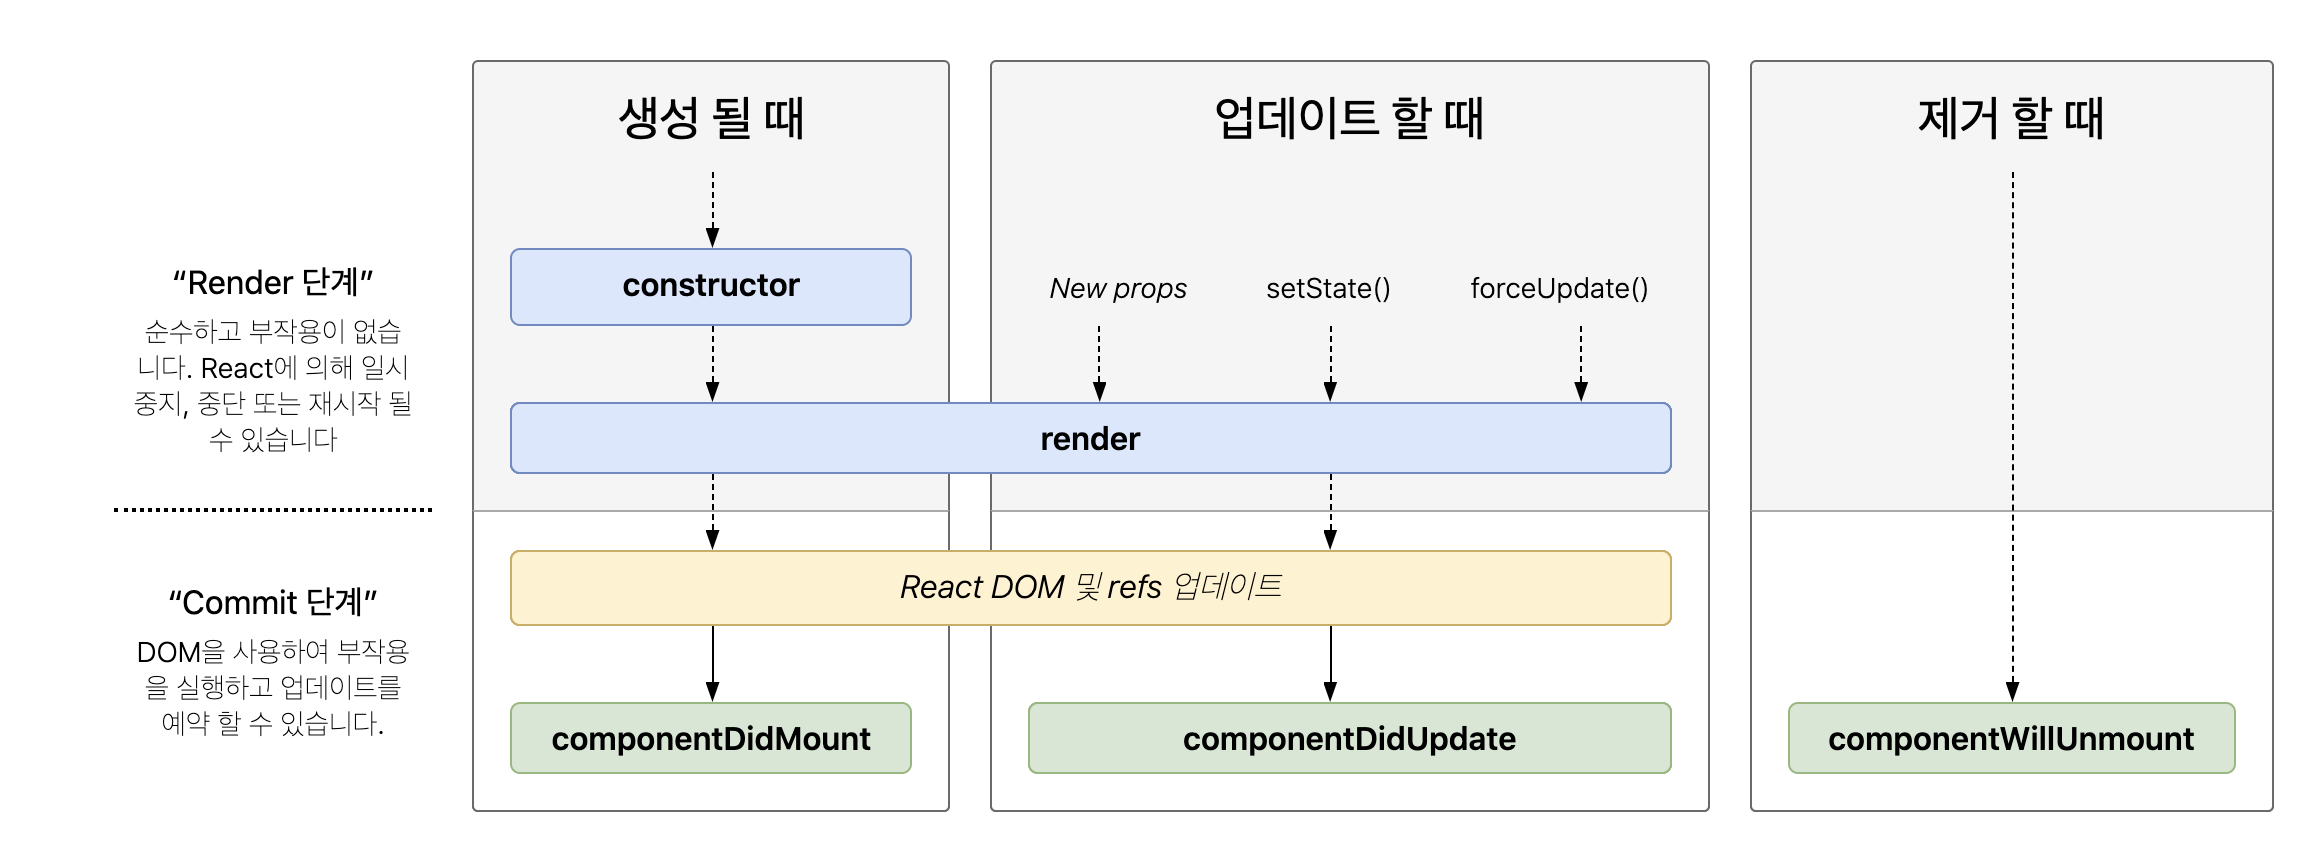 생성 될 때
업데이트 할 때
제거 할 때
“Render 단계”
순수하고 부작용이 없습
니다. React에 의해 일시
중지, 중단 또는 재시작 될
수 있습니다
constructor
New props
setState()
forceUpdate()
render
“Commit 단계”
DOM을 사용하여 부작용
을 실행하고 업데이트를
예약 할 수 있습니다.
React DOM 및 refs 업데이트
componentDidMount
componentDidUpdate
componentWillUnmount